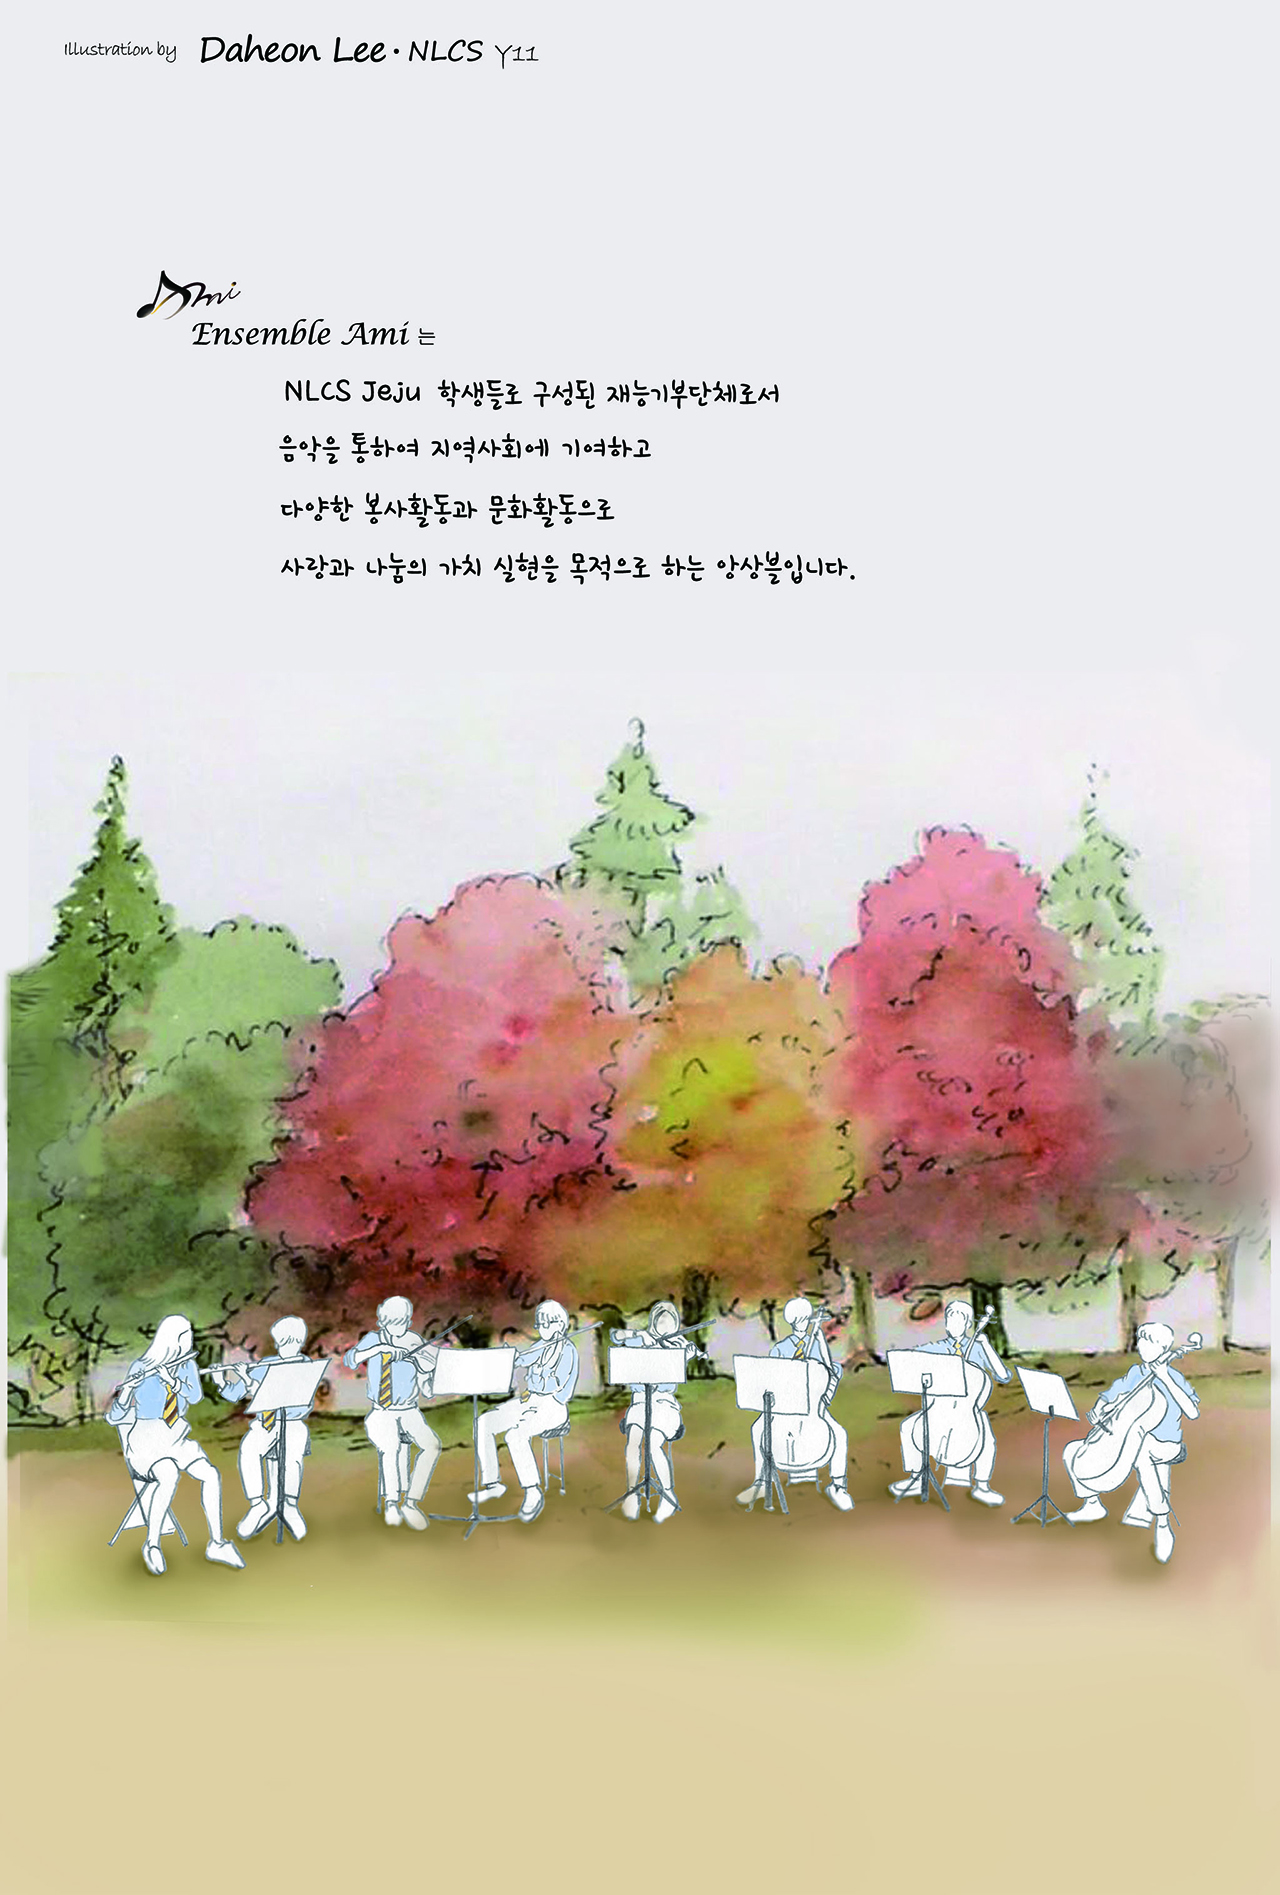 Illustration by Daheon Lee · NLCS Y11
Ami
Ensemble Ami 는
NLCS Jeju 학생들로 구성된 재능기부단체로서
음악을 통하여 지역사회에 기여하고
다양한 봉사활동과 문화활동으로
사랑과 나눔의 가치 실현을 목적으로 하는 앙상블입니다.